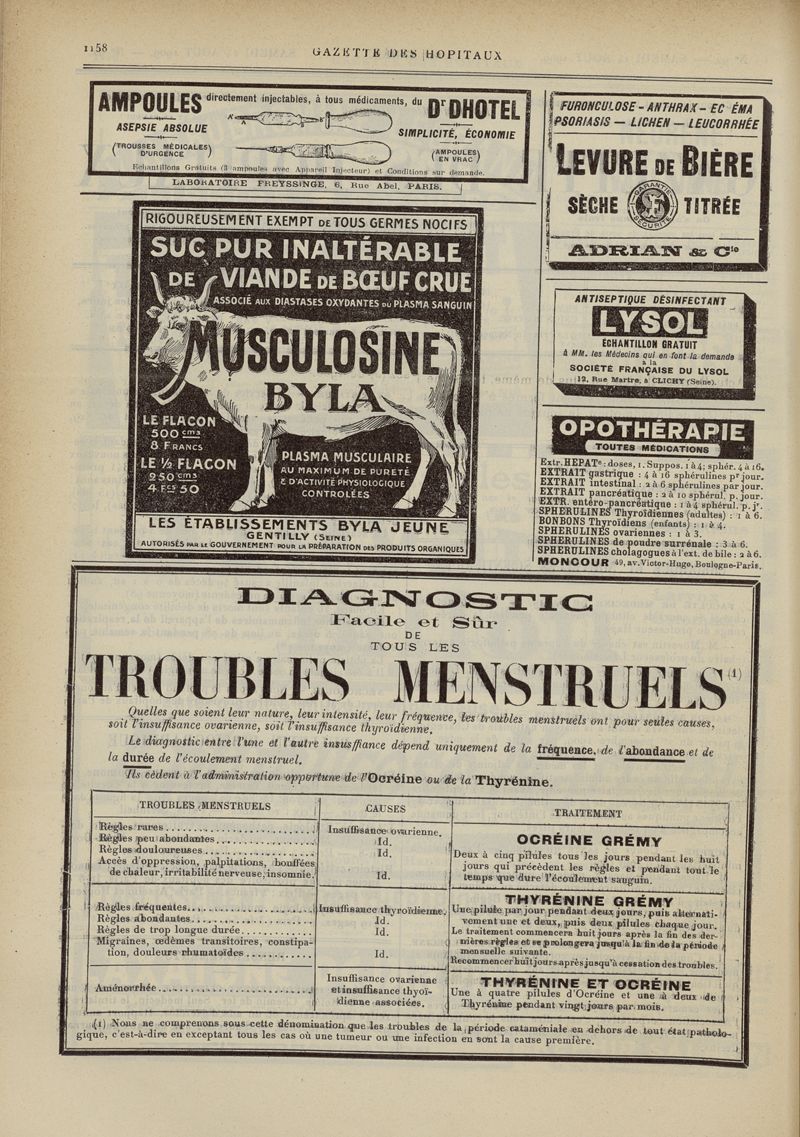 1158
GAZETTE DES HOPITAUX
AMPOULES directement injectables, à tous médicaments, du Dr DHOTEL
ASEPSIE ABSOLUE
SIMPLICITÉ, ÉCONOMIE
(TROUSSES MÉDICALES D'URGENCE)
(AMPOULES EN VRAC)
Echantillons Gratuits (3 ampoules avec Appareil Injecteur) et Conditions sur demande.
LABORATOIRE FREYSSINGE, 6, Rue Abel, PARIS.
FURONCULOSE - ANTHRAX - EC ÉMA
PSORIASIS — LICHEN — LEUCORRHÉE
LEVURE DE BIÈRE
SÈCHE
GARANTIE
SÉCURITÉ
TITRÉE
ADRIAN & Cie
RIGOUREUSEMENT EXEMPT DE TOUS GERMES NOCIFS
SUC PUR INALTÉRABLE
DE VIANDE DE BŒUF CRUE
ASSOCIÉ AUX DIASTASES OXYDANTES DU PLASMA SANGUIN
MUSCULOSINE
BYLA
LE FLACON
500 cm3
8 FRANCS
LE ½ FLACON
250 cm3
4 Fcs 50
PLASMA MUSCULAIRE
AU MAXIMUM DE PURETÉ
& D'ACTIVITÉ PHYSIOLOGIQUE
CONTROLÉES
LES ÉTABLISSEMENTS BYLA JEUNE
GENTILLY (SEINE)
AUTORISÉS PAR LE GOUVERNEMENT POUR LA PRÉPARATION DES PRODUITS ORGANIQUES
ANTISEPTIQUE DÉSINFECTANT
LYSOL
ÉCHANTILLON GRATUIT
à MM. les Médecins qui en font la demande
à la
SOCIÉTÉ FRANÇAISE DU LYSOL
12, Rue Martre, à CLICHY (Seine).
OPOTHÉRAPIE
TOUTES MÉDICATIONS
Extr. HEPATe: doses, 1. Suppos. 1 à 4; sphér. 4 à 16.
EXTRAIT gastrique : 4 à 16 sphérulines pr jour.
EXTRAIT intestinal : 2 à 6 sphérulines par jour.
EXTRAIT pancréatique : 2 à 10 sphérul. p. jour.
EXTR. entéro-pancréatique : 1 à 4 sphérul. p. jr.
SPHERULINES Thyroïdiennes (adultes) : 1 à 6.
BONBONS Thyroïdiens (enfants) : 1 à 4.
SPHERULINES ovariennes : 1 à 3.
SPHERULINES de poudre surrénale : 3 à 6.
SPHERULINES cholagogues à l'ext. de bile : 2 à 6.
MONCOUR 49, av. Victor-Hugo, Boulogne-Paris.
DIAGNOSTIC
Facile et Sûr
DE
TOUS LES
TROUBLES MENSTRUELS (1)
Quelles que soient leur nature, leur intensité, leur fréquence, les troubles menstruels ont pour seules causes,
soit l'insuffisance ovarienne, soit l'insuffisance thyroïdienne.
Le diagnostic entre l'une et l'autre insusffiance dépend uniquement de la fréquence, de l'abondance et de
la durée de l'écoulement menstruel.
Ils cèdent à l'administration opportune de l'Ocréine ou de la Thyrénine.
TROUBLES MENSTRUELS
CAUSES
TRAITEMENT
Règles rares
Insuffisance ovarienne.
Règles peu abondantes
Id.
Règles douloureuses
Id.
Accès d'oppression, palpitations, bouffées
de chaleur, irritabilité nerveuse, insomnie.
Id.
OCRÉINE GRÉMY
Deux à cinq pilules tous les jours pendant les huit
jours qui précèdent les règles et pendant tout le
temps que dure l'écoulement sanguin.
Règles fréquentes
Insuffisance thyroïdienne.
Règles abondantes
Id.
Règles de trop longue durée
Id.
Migraines, œdèmes transitoires, constipa-
tion, douleurs rhumatoïdes
Id.
THYRÉNINE GRÉMY
Une pilule par jour pendant deux jours, puis alternati-
vement une et deux, puis deux pilules chaque jour.
Le traitement commencera huit jours après la fin des der-
nières règles et se prolongera jusqu'à la fin de la période
mensuelle suivante.
Recommencer huit jours après jusqu'à cessation des troubles.
Aménorrhée
Insuffisance ovarienne
et insuffisance thyoï-
dienne associées.
THYRÉNINE ET OCRÉINE
Une à quatre pilules d'Ocréine et une à deux de
Thyrénine pendant vingt jours par mois.
(1) Nous ne comprenons sous cette dénomination que les troubles de la période cataméniale en dehors de tout état patholo-
gique, c'est-à-dire en exceptant tous les cas où une tumeur ou une infection en sont la cause première.